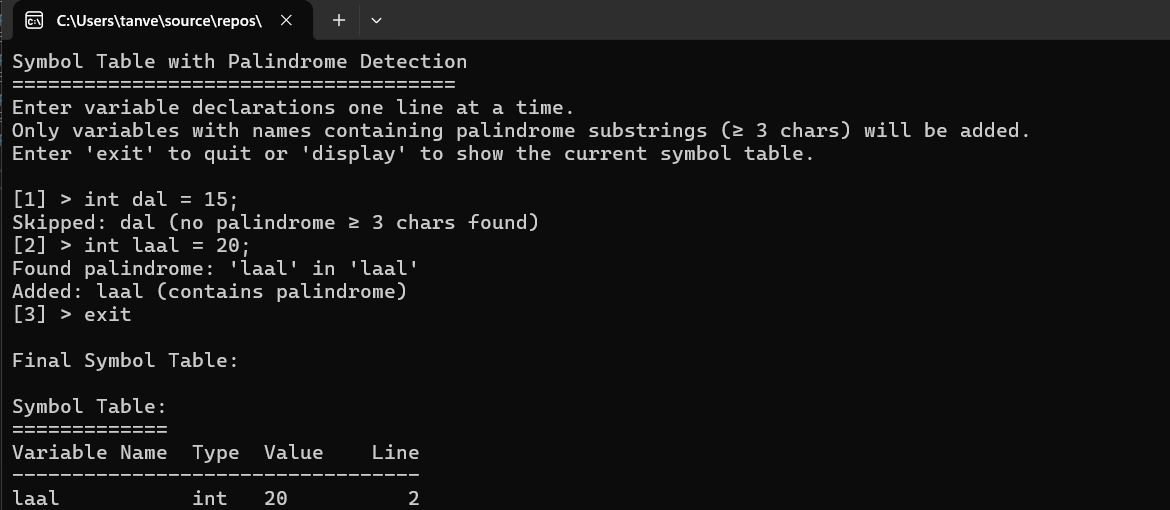 C:\Users\tanve\source\repos\
Symbol Table with Palindrome Detection
=====================================
Enter variable declarations one line at a time.
Only variables with names containing palindrome substrings (≥ 3 chars) will be added.
Enter 'exit' to quit or 'display' to show the current symbol table.

[1] > int dal = 15;
Skipped: dal (no palindrome ≥ 3 chars found)
[2] > int laal = 20;
Found palindrome: 'laal' in 'laal'
Added: laal (contains palindrome)
[3] > exit

Final Symbol Table:

Symbol Table:
=============
Variable Name  Type  Value    Line
----------------------------------
laal           int   20          2